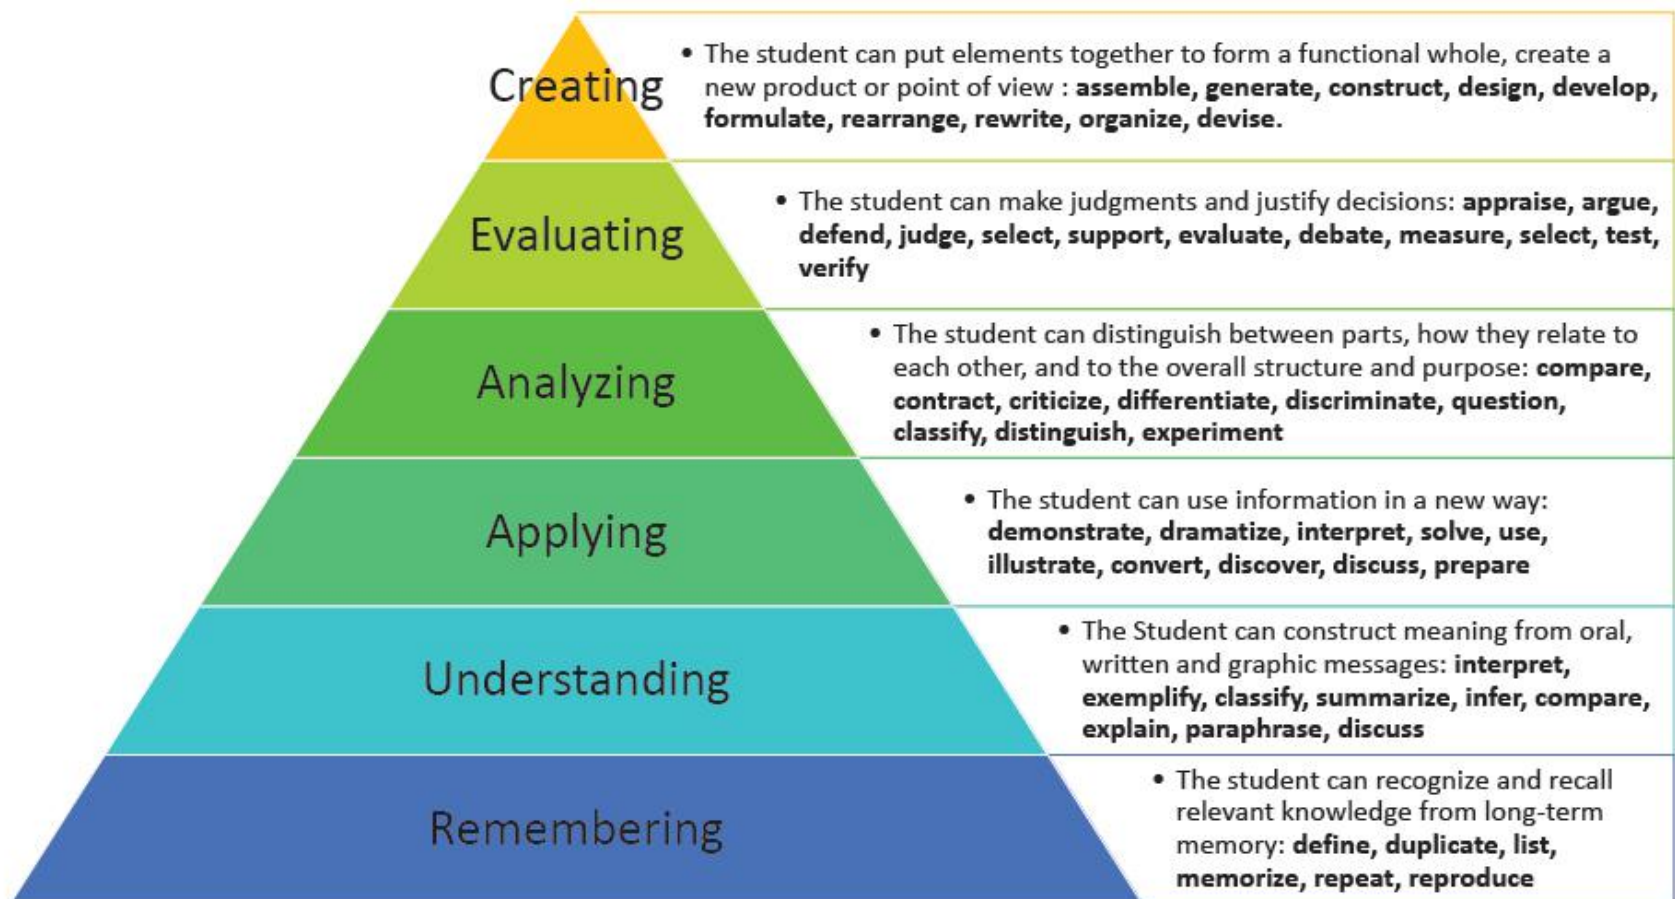 Creating
• The student can put elements together to form a functional whole, create a
new product or point of view : assemble, generate, construct, design, develop,
formulate, rearrange, rewrite, organize, devise.
Evaluating
• The student can make judgments and justify decisions: appraise, argue,
defend, judge, select, support, evaluate, debate, measure, select, test,
verify
Analyzing
• The student can distinguish between parts, how they relate to
each other, and to the overall structure and purpose: compare,
contract, criticize, differentiate, discriminate, question,
classify, distinguish, experiment
Applying
• The student can use information in a new way:
demonstrate, dramatize, interpret, solve, use,
illustrate, convert, discover, discuss, prepare
Understanding
• The Student can construct meaning from oral,
written and graphic messages: interpret,
exemplify, classify, summarize, infer, compare,
explain, paraphrase, discuss
Remembering
• The student can recognize and recall
relevant knowledge from long-term
memory: define, duplicate, list,
memorize, repeat, reproduce